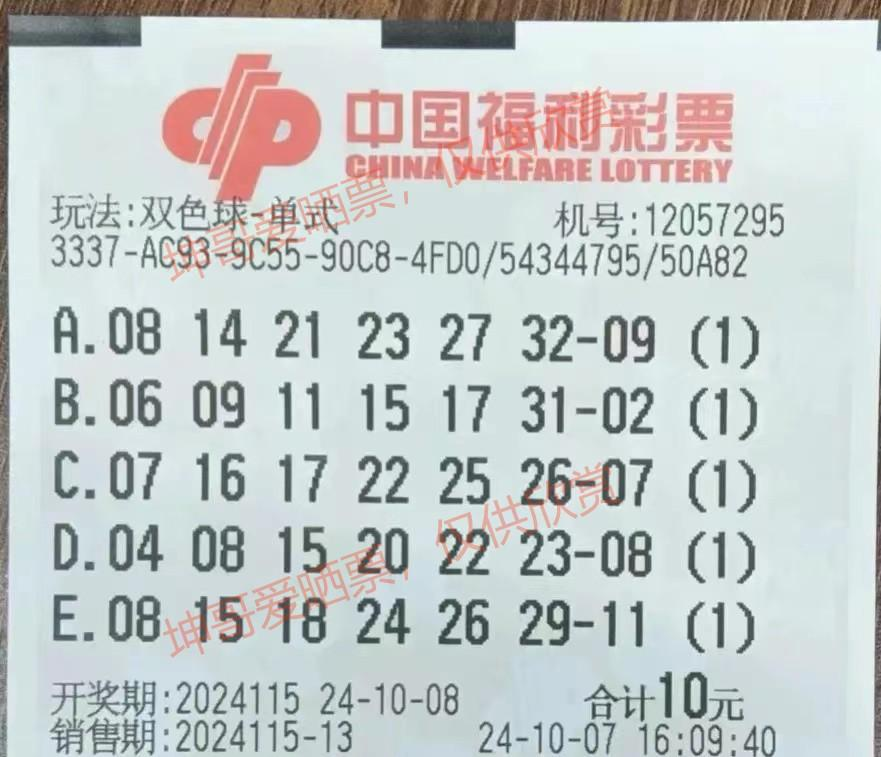 中国福利彩票
CHINA WELFARE LOTTERY
玩法:双色球-单式 机号:12057295
3337-AC93-9C55-90C8-4FD0/54344795/50A82
A.08 14 21 23 27 32-09 (1)
B.06 09 11 15 17 31-02 (1)
C.07 16 17 22 25 26-07 (1)
D.04 08 15 20 22 23-08 (1)
E.08 15 18 24 26 29-11 (1)
开奖期:2024115 24-10-08 合计10元
销售期:2024115-13 24-10-07 16:09:40
坤哥爱晒票，仅供欣赏
坤哥爱晒票，仅供欣赏